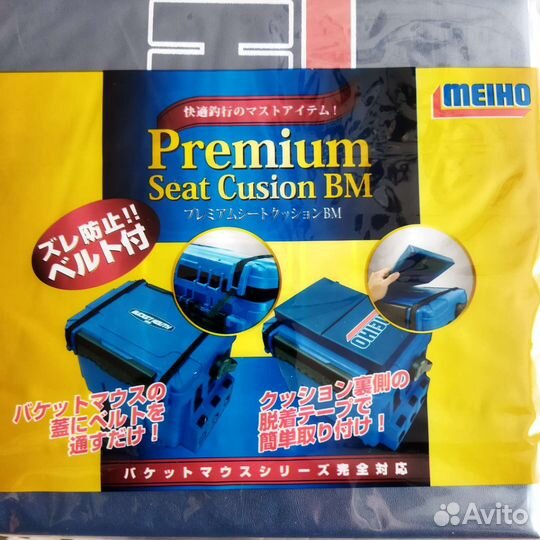 MEIHO
快適釣行のマストアイテム!
Premium
Seat Cusion BM
プレミアムシートクッションBM
ズレ防止!!
ベルト付
BUCKET MOUTH
MEIHO
バケットマウスの
蓋にベルトを
通すだけ!
クッション裏側の
脱着テープで
簡単取り付け!
バケットマウスシリーズ完全対応
Avito